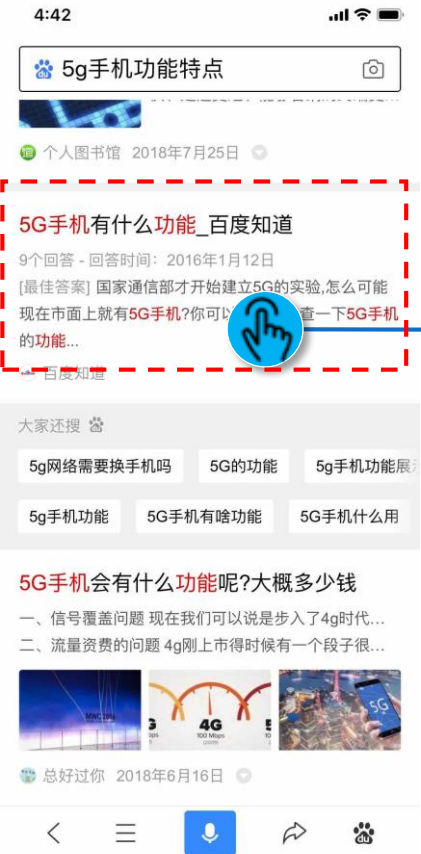 4:42
5g手机功能特点
个人图书馆 2018年7月25日
5G手机有什么功能_百度知道
9个回答 - 回答时间：2016年1月12日
[最佳答案] 国家通信部才开始建立5G的实验,怎么可能
现在市面上就有5G手机?你可以 查一下5G手机
的功能...
百度知道
大家还搜
5g网络需要换手机吗 5G的功能 5g手机功能展
5g手机功能 5G手机有啥功能 5G手机什么用
5G手机会有什么功能呢?大概多少钱
一、信号覆盖问题 现在我们可以说是步入了4g时代...
二、流量资费的问题 4g刚上市得时候有一个段子很...
4G
100 Mbps
(2009)
5G
总好过你 2018年6月16日
du